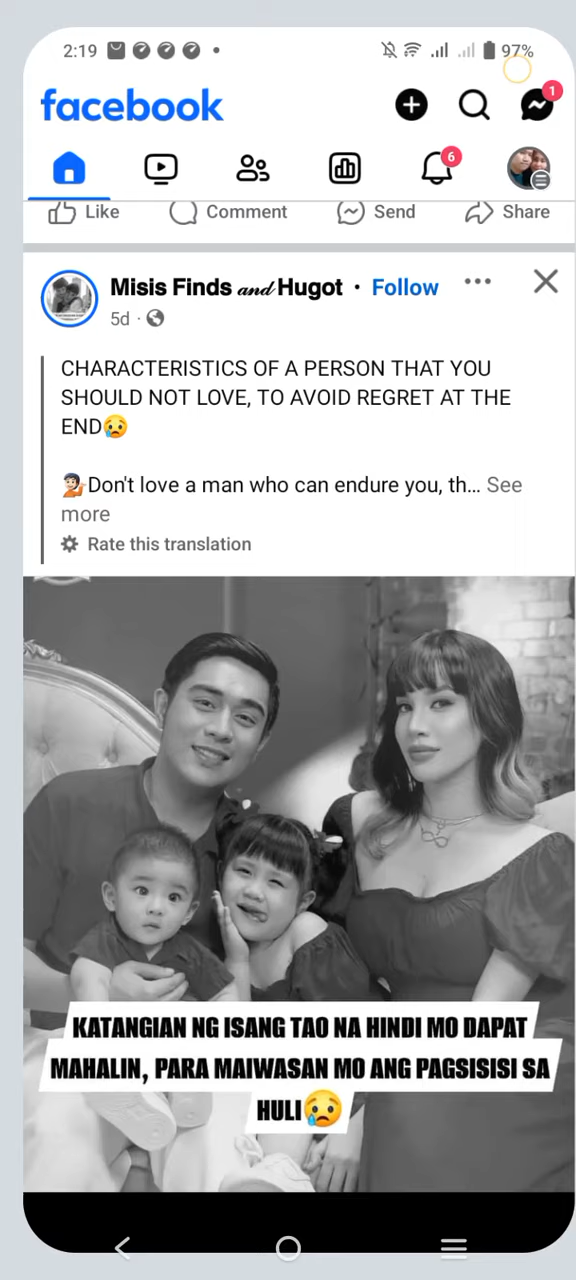 2:19
97%
facebook
1
6
Like Comment Send Share
Misis Finds and Hugot · Follow
5d ·
CHARACTERISTICS OF A PERSON THAT YOU
SHOULD NOT LOVE, TO AVOID REGRET AT THE
END😢
💁🏻‍♂️Don't love a man who can endure you, th... See
more
Rate this translation
KATANGIAN NG ISANG TAO NA HINDI MO DAPAT
MAHALIN, PARA MAIWASAN MO ANG PAGSISISI SA
HULI😢